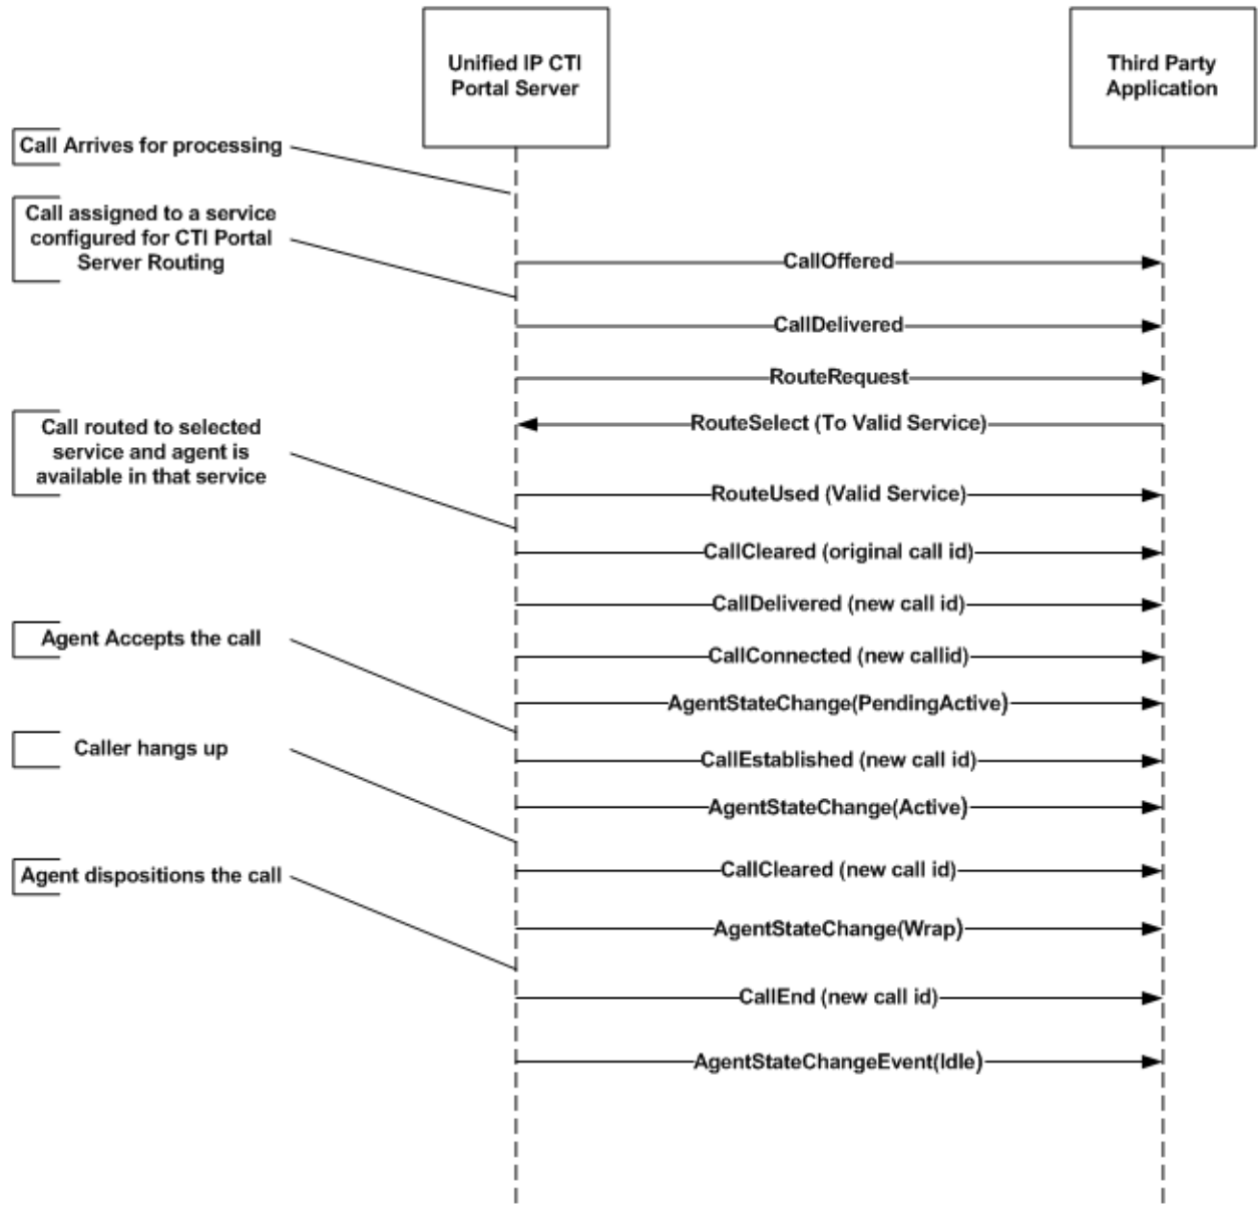 Unified IP CTI
Portal Server
Third Party
Application
Call Arrives for processing
Call assigned to a service
configured for CTI Portal
Server Routing
CallOffered
CallDelivered
RouteRequest
RouteSelect (To Valid Service)
Call routed to selected
service and agent is
available in that service
RouteUsed (Valid Service)
CallCleared (original call id)
CallDelivered (new call id)
Agent Accepts the call
CallConnected (new callid)
AgentStateChange(PendingActive)
Caller hangs up
CallEstablished (new call id)
AgentStateChange(Active)
Agent dispositions the call
CallCleared (new call id)
AgentStateChange(Wrap)
CallEnd (new call id)
AgentStateChangeEvent(Idle)